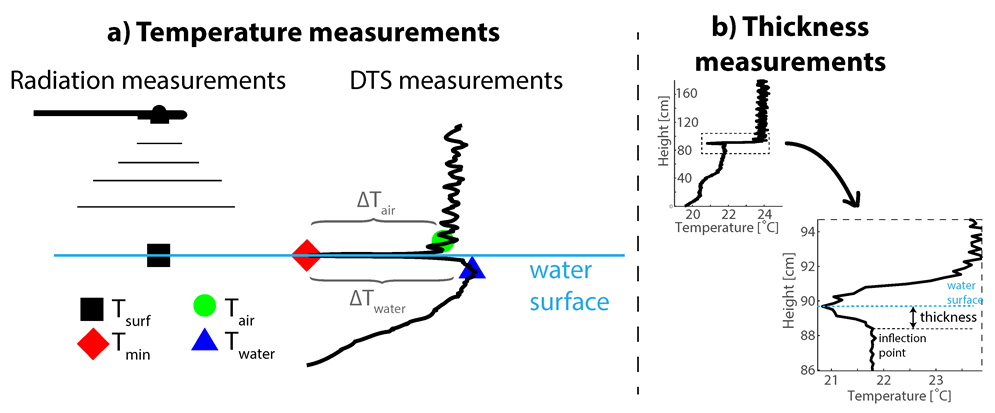 a) Temperature measurements
Radiation measurements
DTS measurements
ΔTair
ΔTwater
water
surface
Tsurf
Tair
Tmin
Twater
b) Thickness
measurements
Height [cm]
160
120
80
40
0
20 22 24
Temperature [˚C]
Height [cm]
94
92
90
88
86
water
surface
thickness
inflection
point
21 22 23
Temperature [˚C]